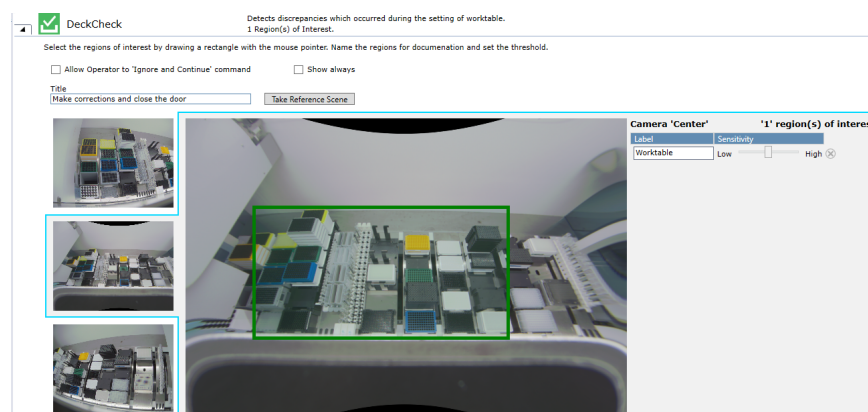 DeckCheck
Detects discrepancies which occurred during the setting of worktable.
1 Region(s) of Interest.
Select the regions of interest by drawing a rectangle with the mouse pointer. Name the regions for documenation and set the threshold.
Allow Operator to 'Ignore and Continue' command
Show always
Title
Make corrections and close the door
Take Reference Scene
Camera 'Center'
'1' region(s) of interes
Label
Sensitivity
Worktable
Low
High